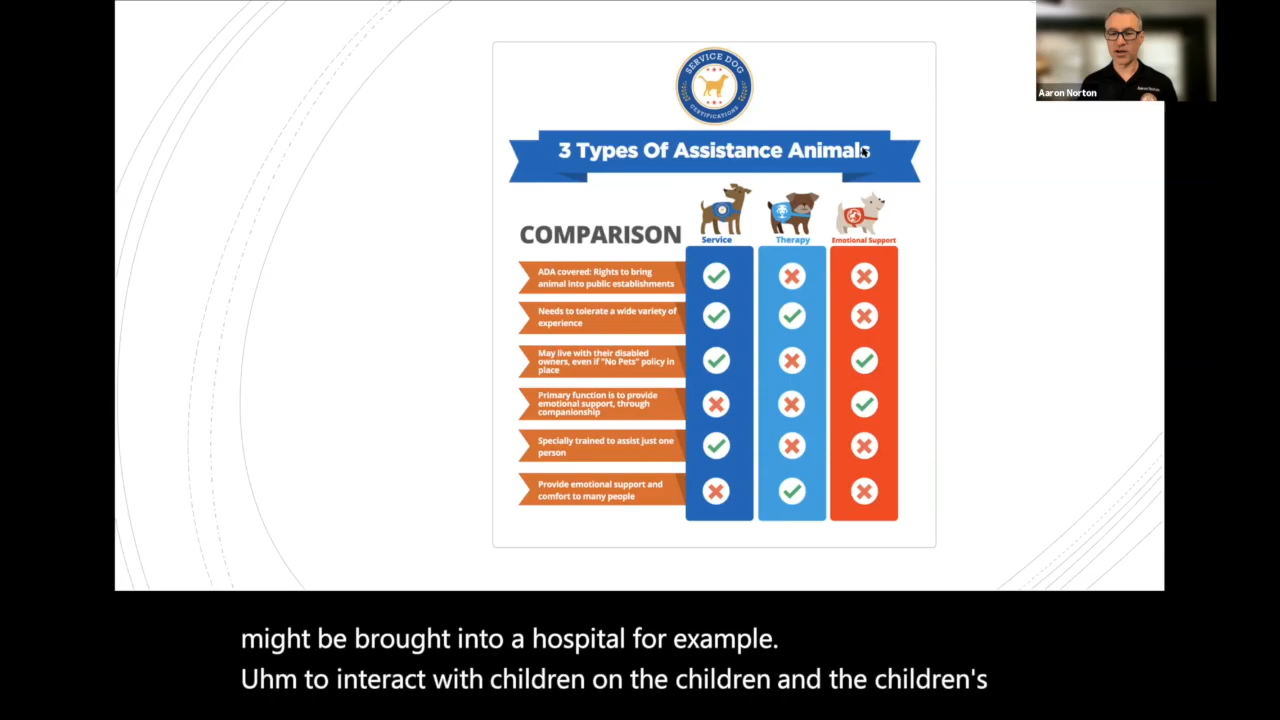 Aaron Norton
SERVICE DOG
CERTIFICATIONS
3 Types Of Assistance Animals
COMPARISON
Service
Therapy
Emotional Support
ADA covered: Rights to bring
animal into public establishments
Needs to tolerate a wide variety of
experience
May live with their disabled
owners, even if "No Pets" policy in
place
Primary function is to provide
emotional support, through
companionship
Specially trained to assist just one
person
Provide emotional support and
comfort to many people
might be brought into a hospital for example.
Uhm to interact with children on the children and the children's